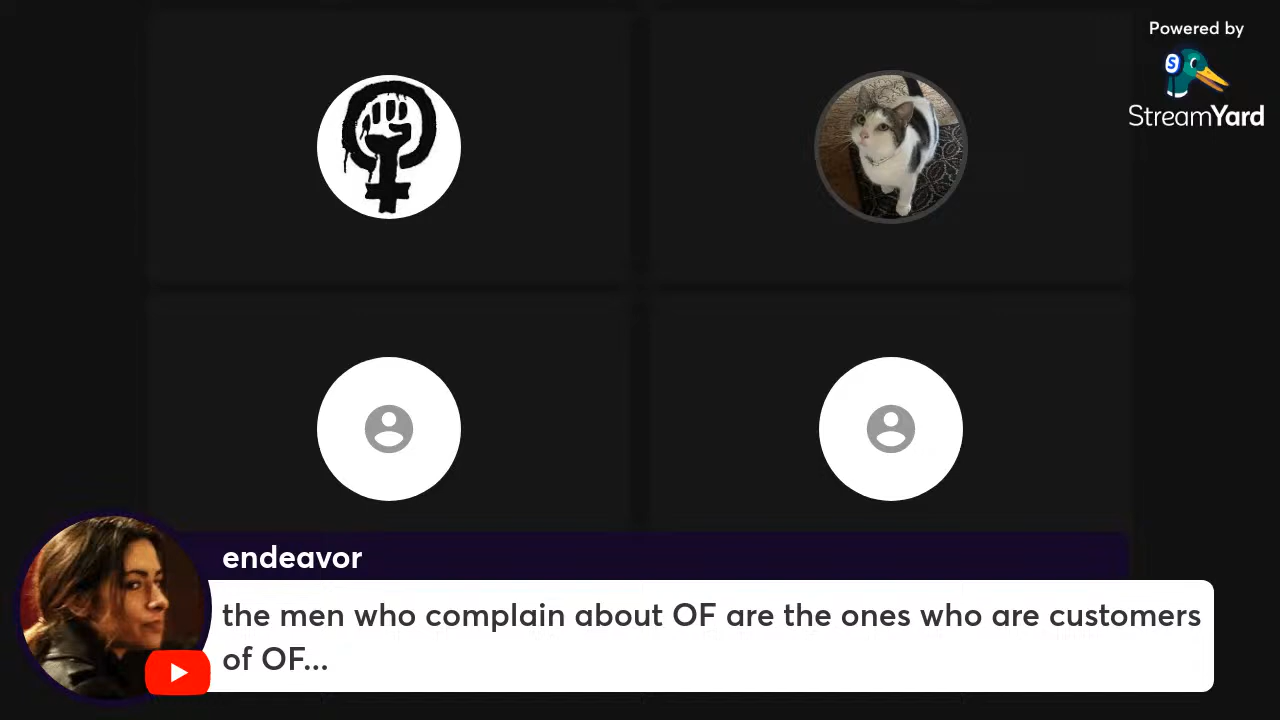 Powered by
S
StreamYard
endeavor
the men who complain about OF are the ones who are customers
of OF...